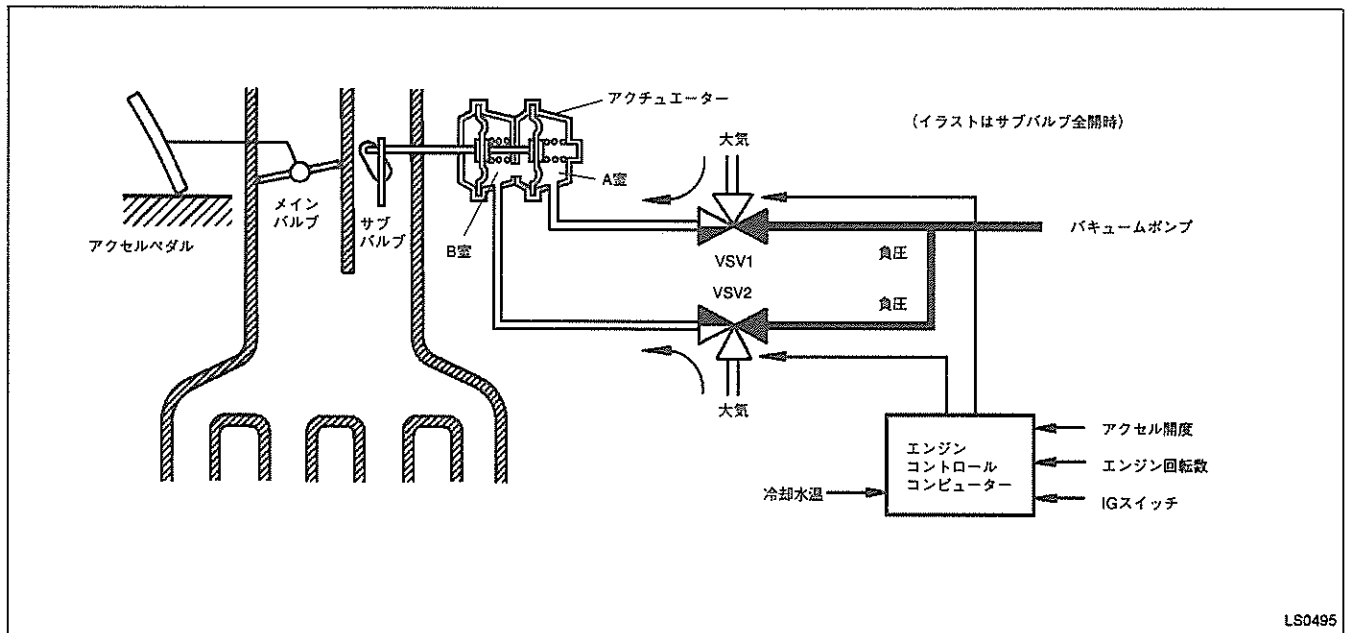 アクチュエーター
(イラストはサブバルブ全開時)
大気
A室
メイン
バルブ
サブ
バルブ
アクセルペダル
B室
VSV1
負圧
バキュームポンプ
VSV2
負圧
大気
エンジン
コントロール
コンピューター
アクセル開度
エンジン回転数
IGスイッチ
冷却水温
LS0495